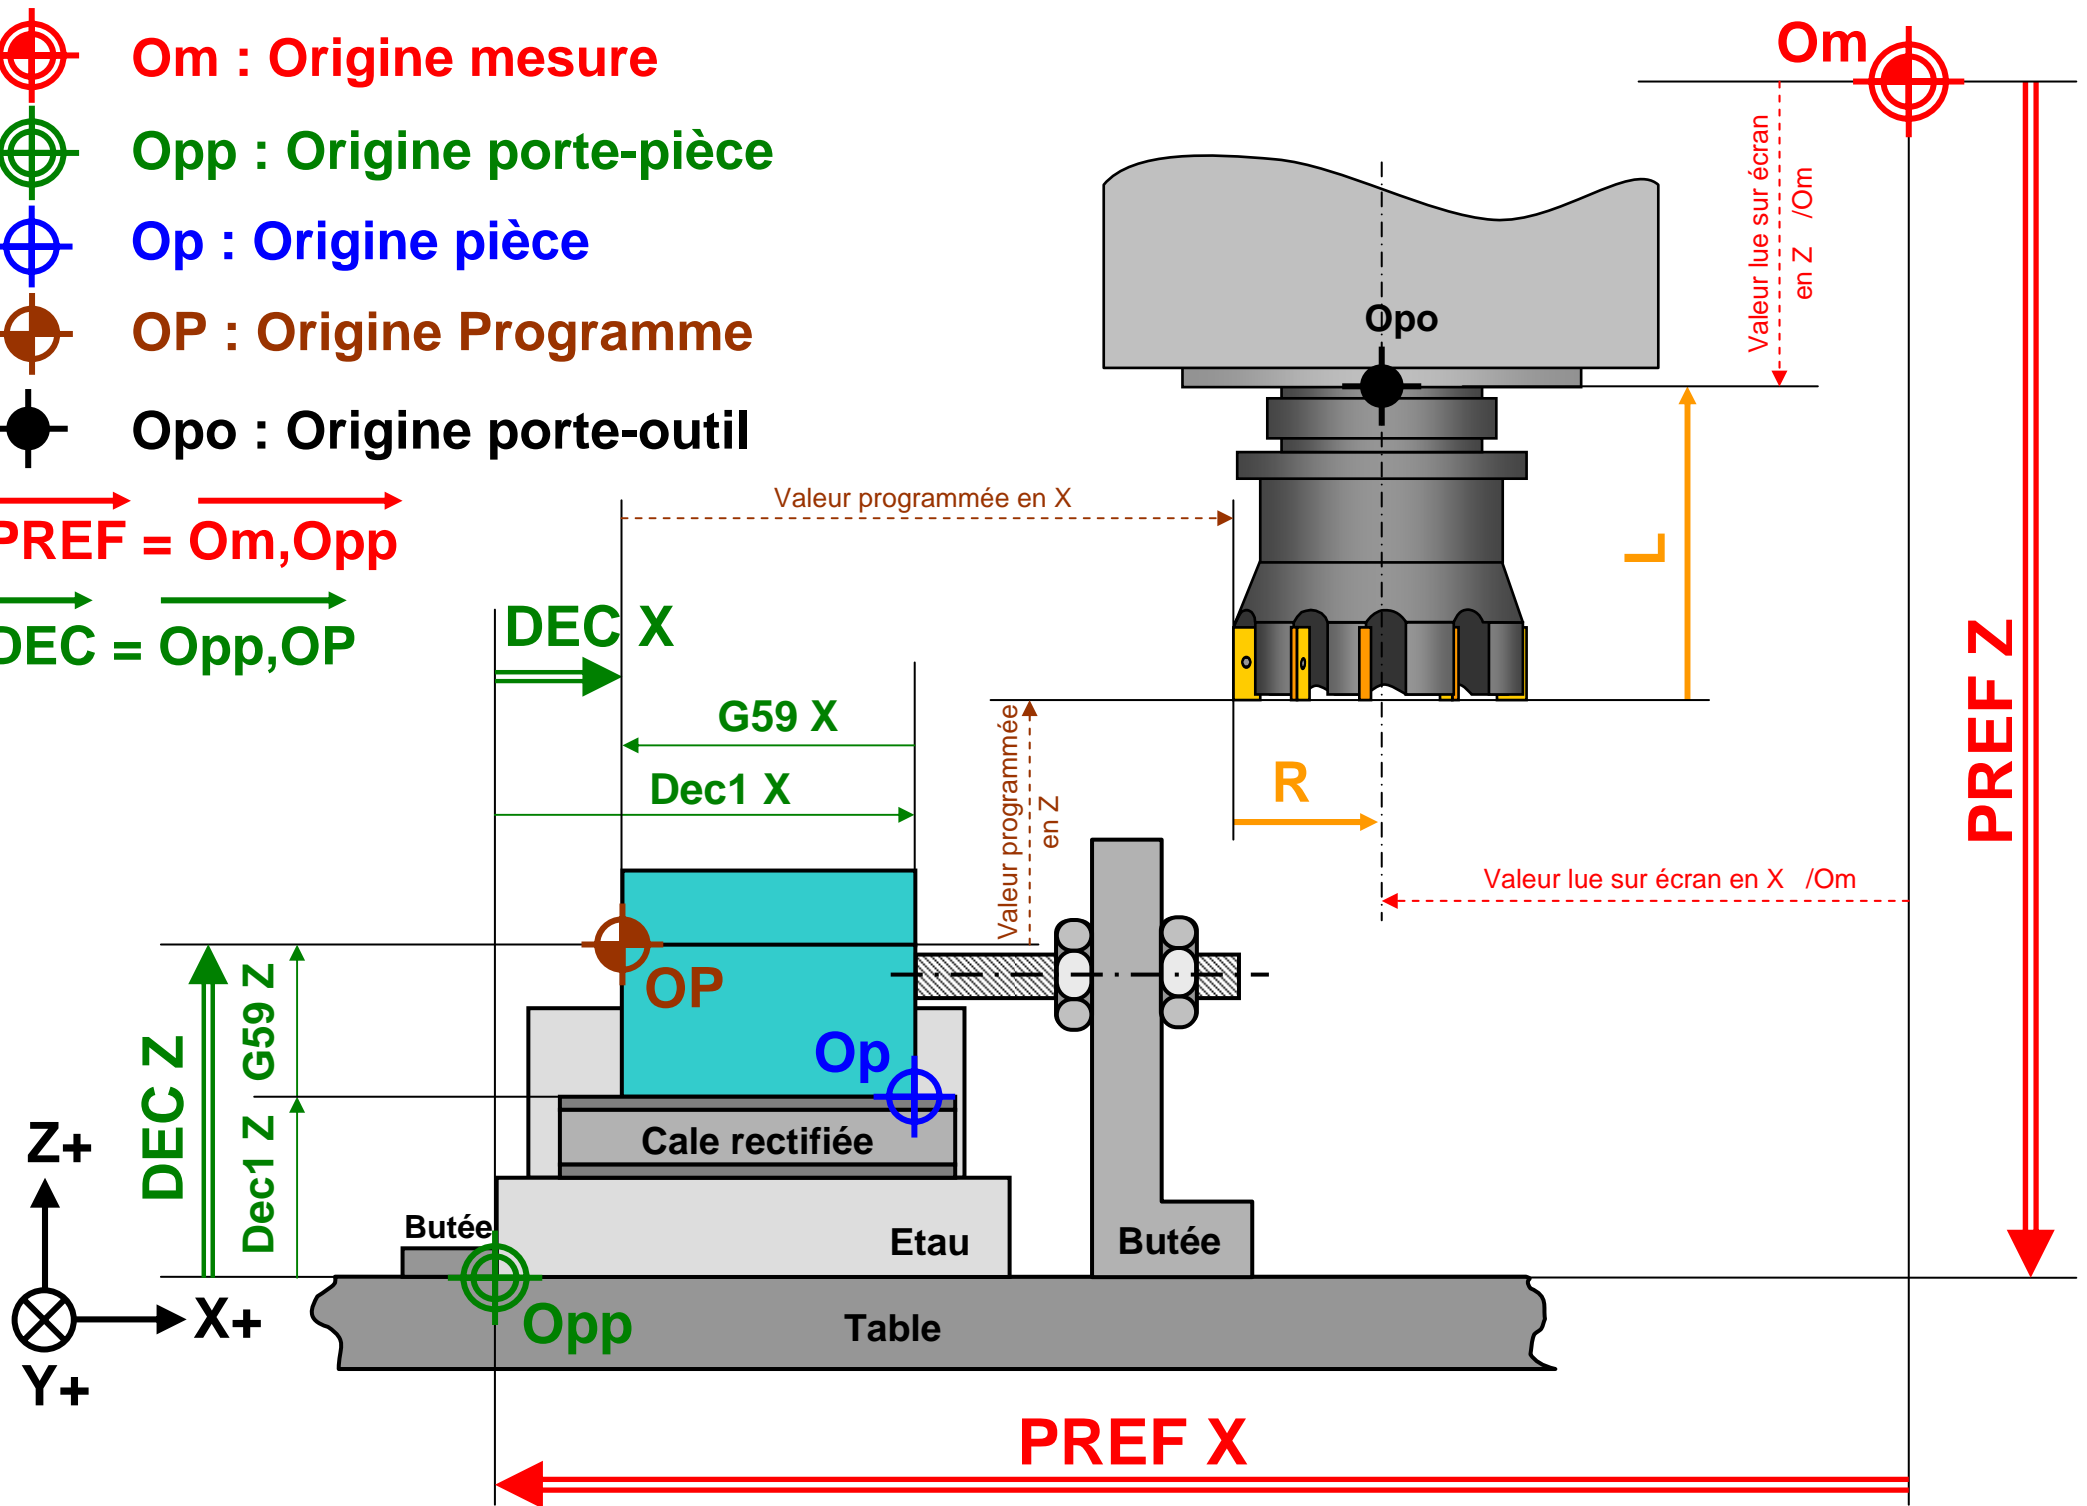 Om : Origine mesure
Opp : Origine porte-pièce
Op : Origine pièce
OP : Origine Programme
Opo : Origine porte-outil
PREF = Om,Opp
DEC = Opp,OP
Om
Valeur lue sur écran
en Z /Om
Opo
Valeur programmée en X
L
PREF Z
DEC X
G59 X
Dec1 X
Valeur programmée
en Z
R
Valeur lue sur écran en X /Om
OP
Op
DEC Z
G59 Z
Dec1 Z
Cale rectifiée
Butée
Etau
Butée
Z+
X+
Y+
Opp
Table
PREF X